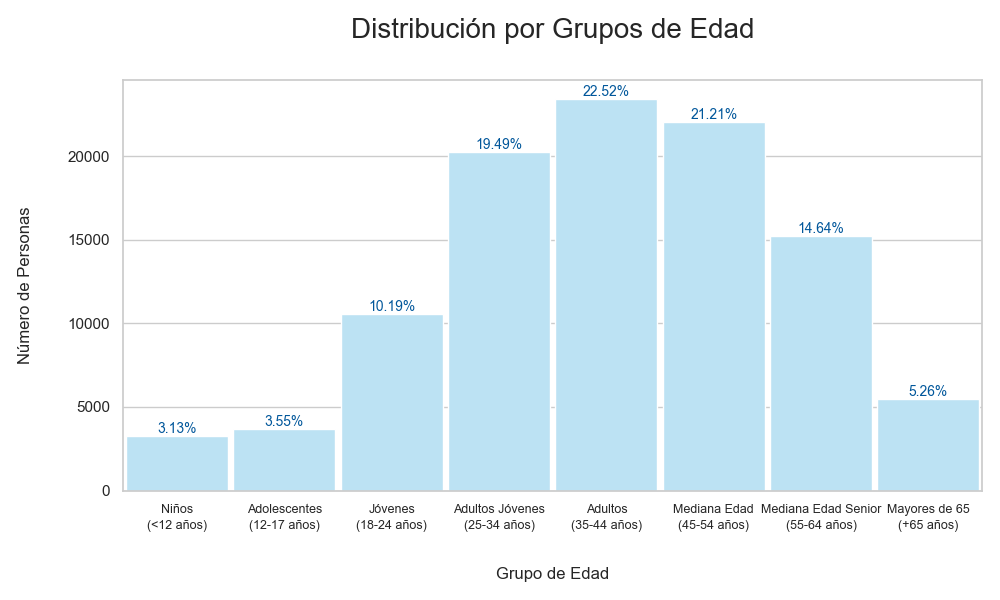 Distribución por Grupos de Edad
Número de Personas
20000
15000
10000
5000
0
3.13%
3.55%
10.19%
19.49%
22.52%
21.21%
14.64%
5.26%
Niños
(<12 años)
Adolescentes
(12-17 años)
Jóvenes
(18-24 años)
Adultos Jóvenes
(25-34 años)
Adultos
(35-44 años)
Mediana Edad
(45-54 años)
Mediana Edad Senior
(55-64 años)
Mayores de 65
(+65 años)
Grupo de Edad